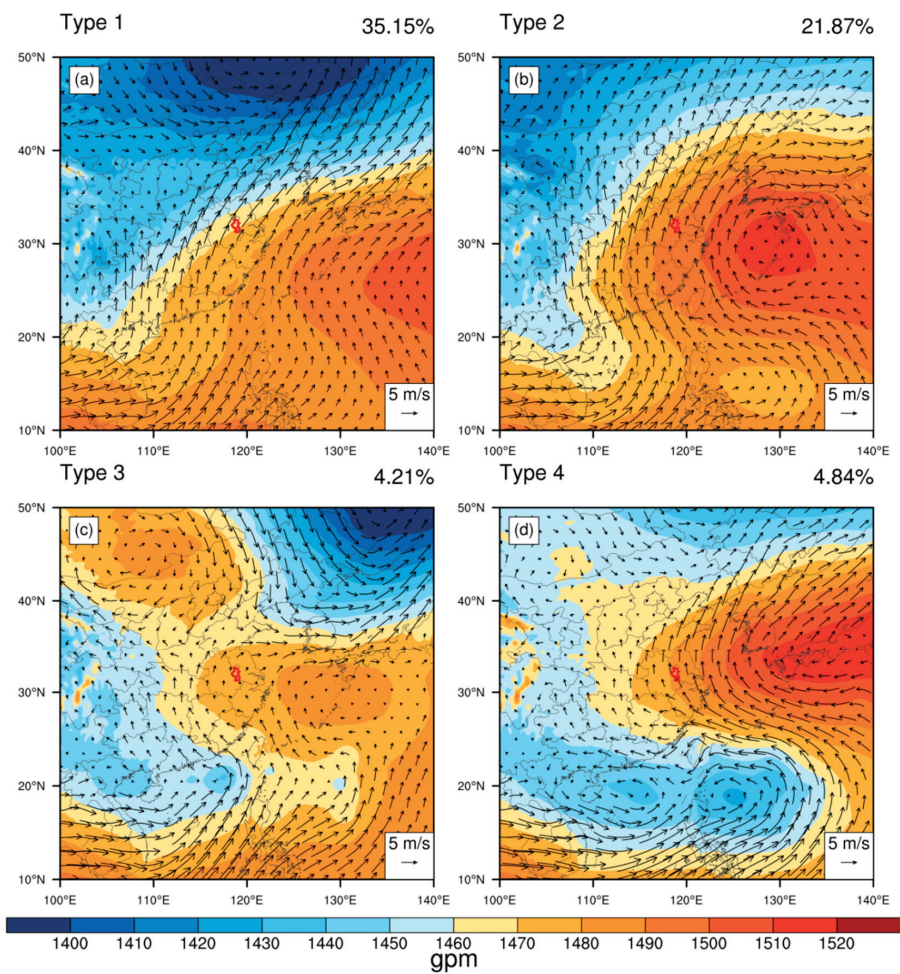 Type 1 35.15%
Type 2 21.87%
50°N
(a)
40°N
30°N
20°N
10°N
5 m/s
100°E 110°E 120°E 130°E 140°E
50°N
(b)
40°N
30°N
20°N
10°N
5 m/s
100°E 110°E 120°E 130°E 140°E
Type 3 4.21%
Type 4 4.84%
50°N
(c)
40°N
30°N
20°N
10°N
5 m/s
100°E 110°E 120°E 130°E 140°E
50°N
(d)
40°N
30°N
20°N
10°N
5 m/s
100°E 110°E 120°E 130°E 140°E
1400 1410 1420 1430 1440 1450 1460 1470 1480 1490 1500 1510 1520
gpm